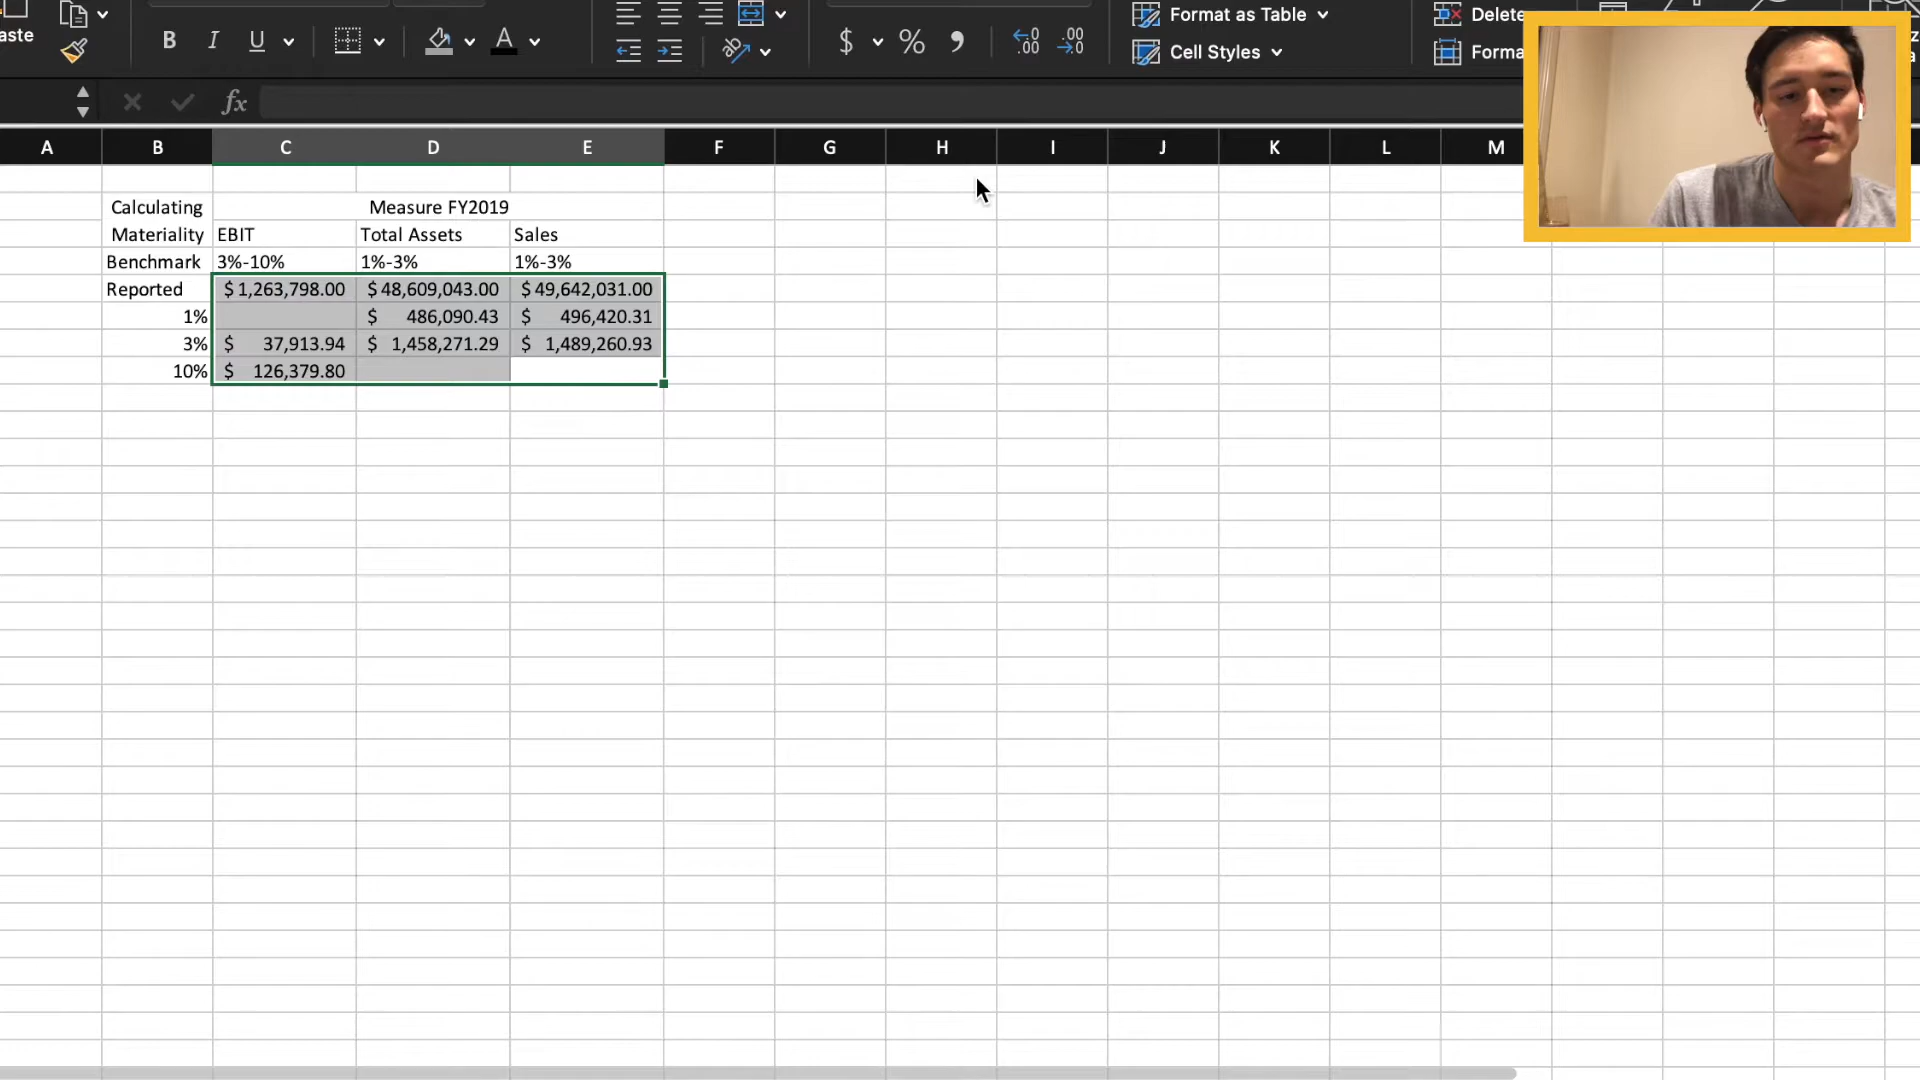 aste
B I U
A
$ % ,
Format as Table
Cell Styles
Delete
Forma
fx
A B C D E F G H I J K L M
Calculating Measure FY2019
Materiality EBIT Total Assets Sales
Benchmark 3%-10% 1%-3% 1%-3%
Reported $ 1,263,798.00 $ 48,609,043.00 $ 49,642,031.00
1% $ 486,090.43 $ 496,420.31
3% $ 37,913.94 $ 1,458,271.29 $ 1,489,260.93
10% $ 126,379.80